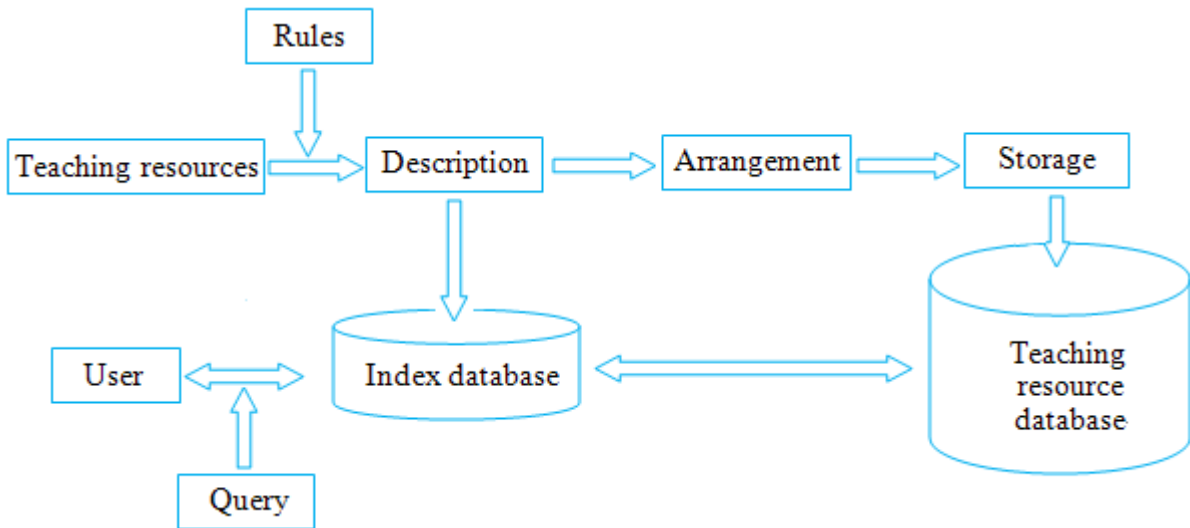 Rules
Teaching resources
Description
Arrangement
Storage
User
Index database
Teaching
resource
database
Query